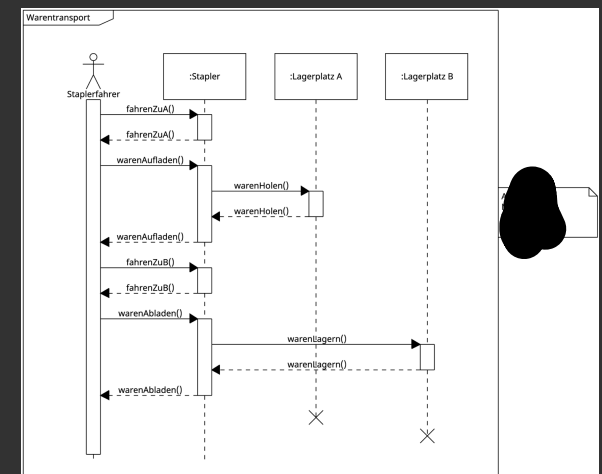 Warentransport
:Stapler
:Lagerplatz A
:Lagerplatz B
Staplerfahrer
fahrenZuA()
fahrenZuA()
warenAufladen()
warenHolen()
warenHolen()
warenAufladen()
fahrenZuB()
fahrenZuB()
warenAbladen()
warenLagern()
warenLagern()
warenAbladen()